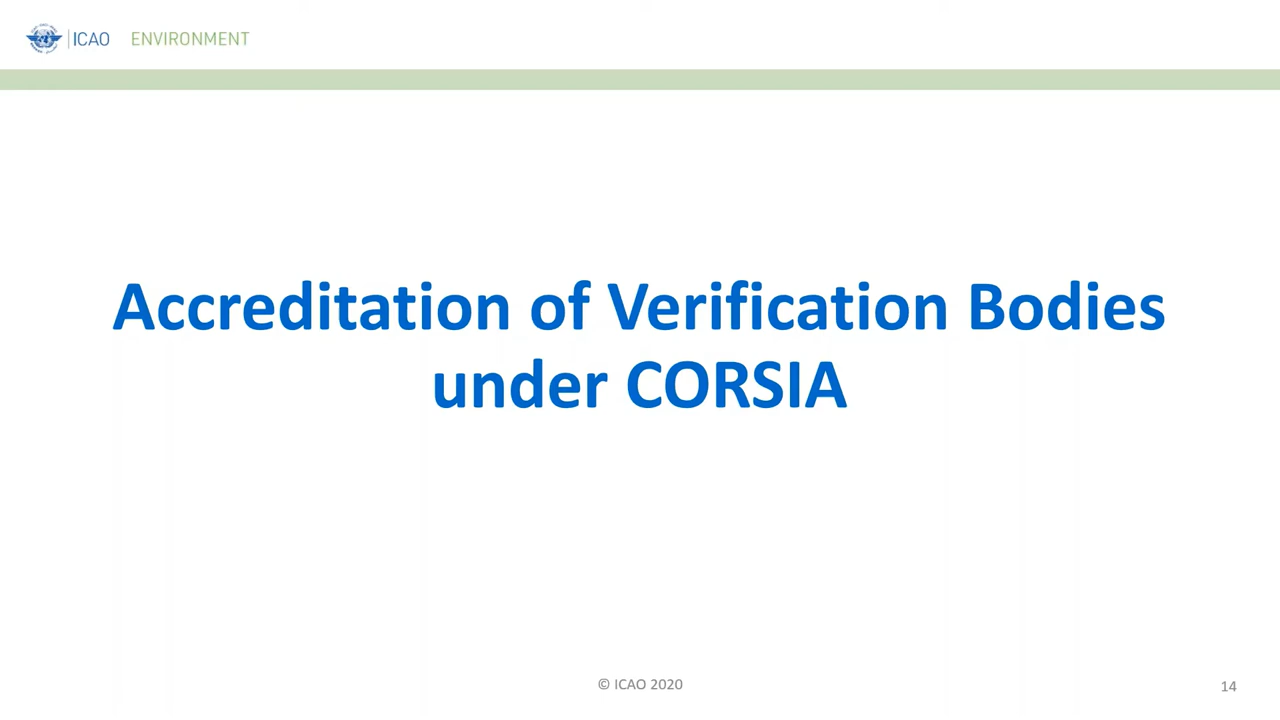 ICAO ENVIRONMENT
Accreditation of Verification Bodies
under CORSIA
© ICAO 2020
14